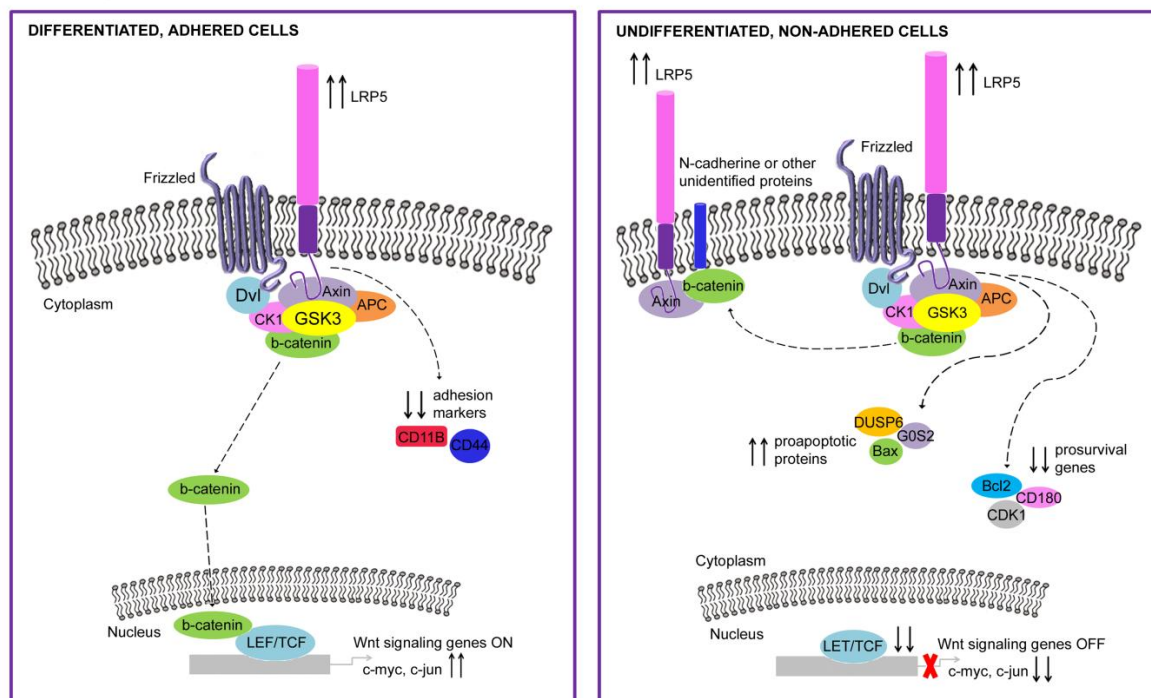 DIFFERENTIATED, ADHERED CELLS
LRP5
Frizzled
Cytoplasm
Dvl
Axin
APC
CK1
GSK3
b-catenin
adhesion
markers
CD11B
CD44
b-catenin
b-catenin
Nucleus
LEF/TCF
Wnt signaling genes ON
c-myc, c-jun
UNDIFFERENTIATED, NON-ADHERED CELLS
LRP5
LRP5
N-cadherine or other
unidentified proteins
Frizzled
Axin
b-catenin
Dvl
Axin
APC
CK1
GSK3
b-catenin
DUSP6
G0S2
Bax
proapoptotic
proteins
prosurvival
genes
Bcl2
CD180
CDK1
Cytoplasm
Nucleus
LET/TCF
Wnt signaling genes OFF
c-myc, c-jun